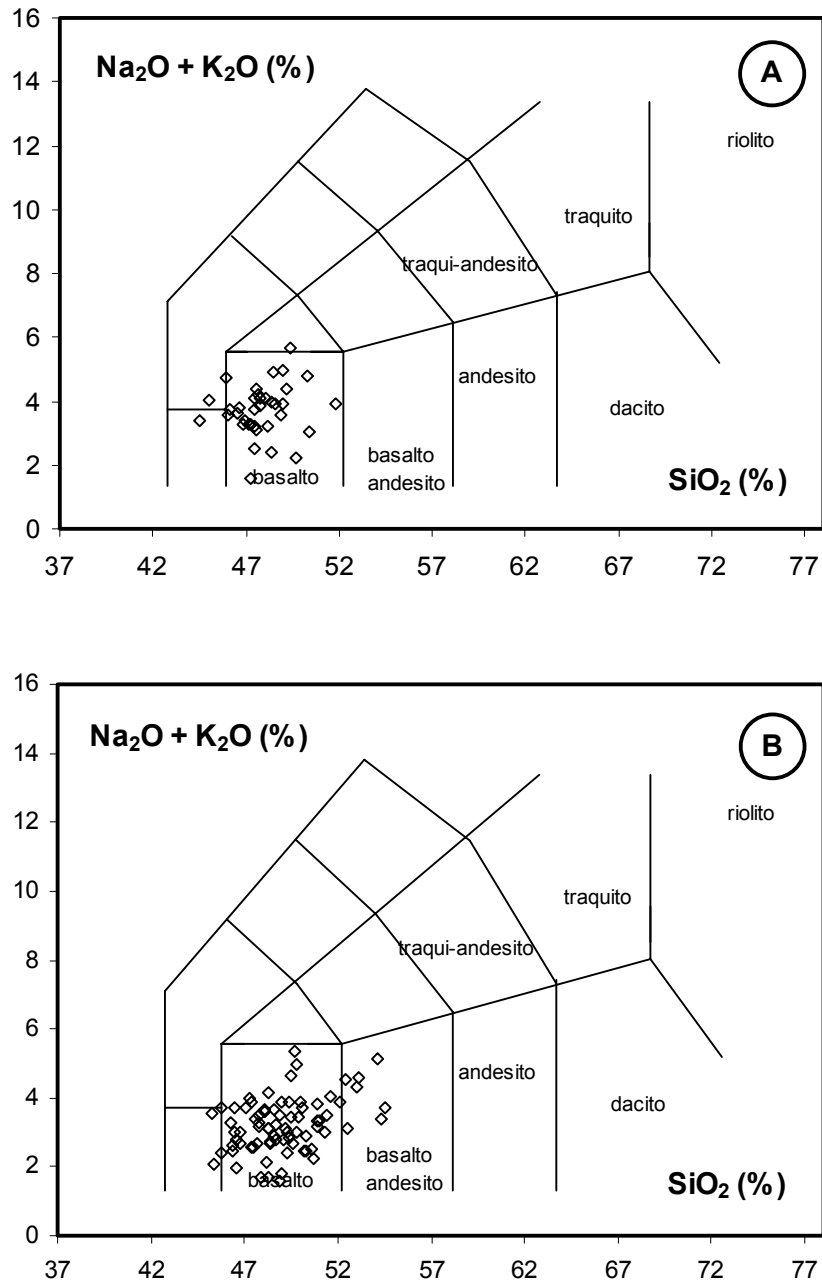 16
Na₂O + K₂O (%)
A
14
riolito
12
10
traquito
8
traqui-andesito
6
andesito
4
dacito
basalto
2
basalto
andesito
SiO₂ (%)
0
37 42 47 52 57 62 67 72 77
16
Na₂O + K₂O (%)
B
14
riolito
12
10
traquito
8
traqui-andesito
6
andesito
4
dacito
basalto
2
basalto
andesito
SiO₂ (%)
0
37 42 47 52 57 62 67 72 77